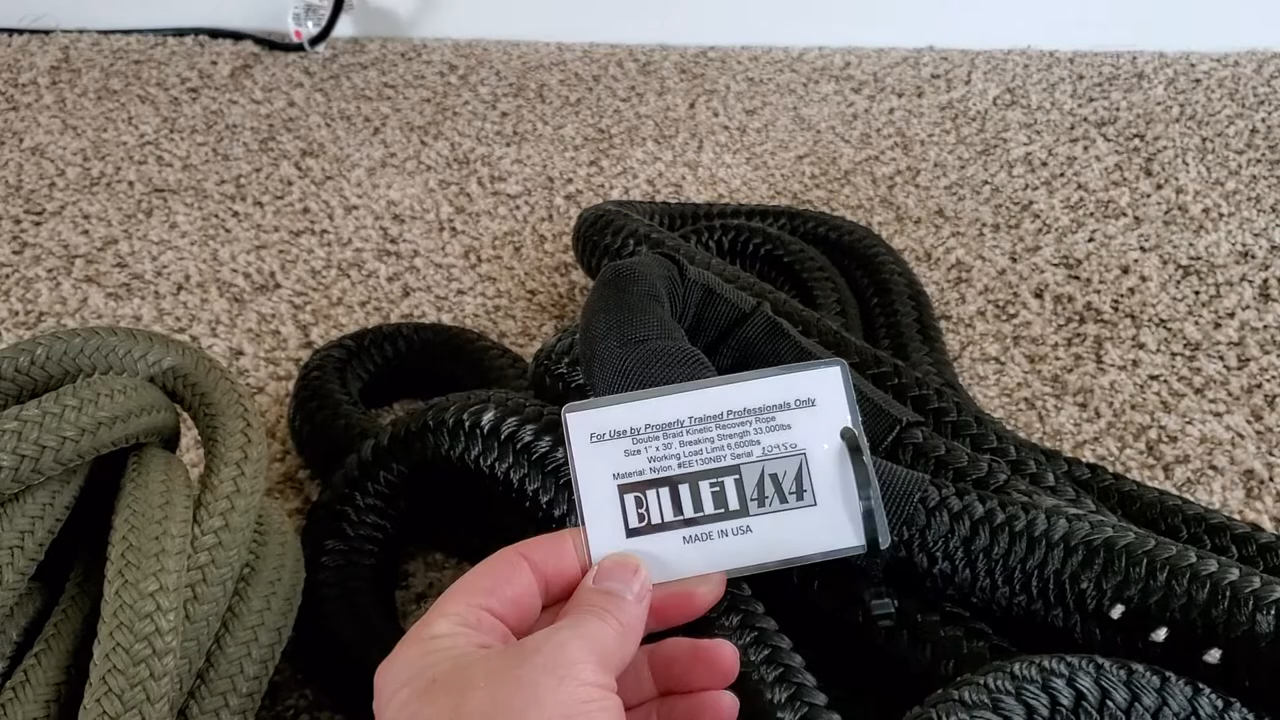 For Use by Properly Trained Professionals Only
Double Braid Kinetic Recovery Rope
Size 1" x 30', Breaking Strength 33,000lbs
Working Load Limit 6,600lbs
Material: Nylon, #EE130NBY Serial 20950
BILLET 4X4
MADE IN USA